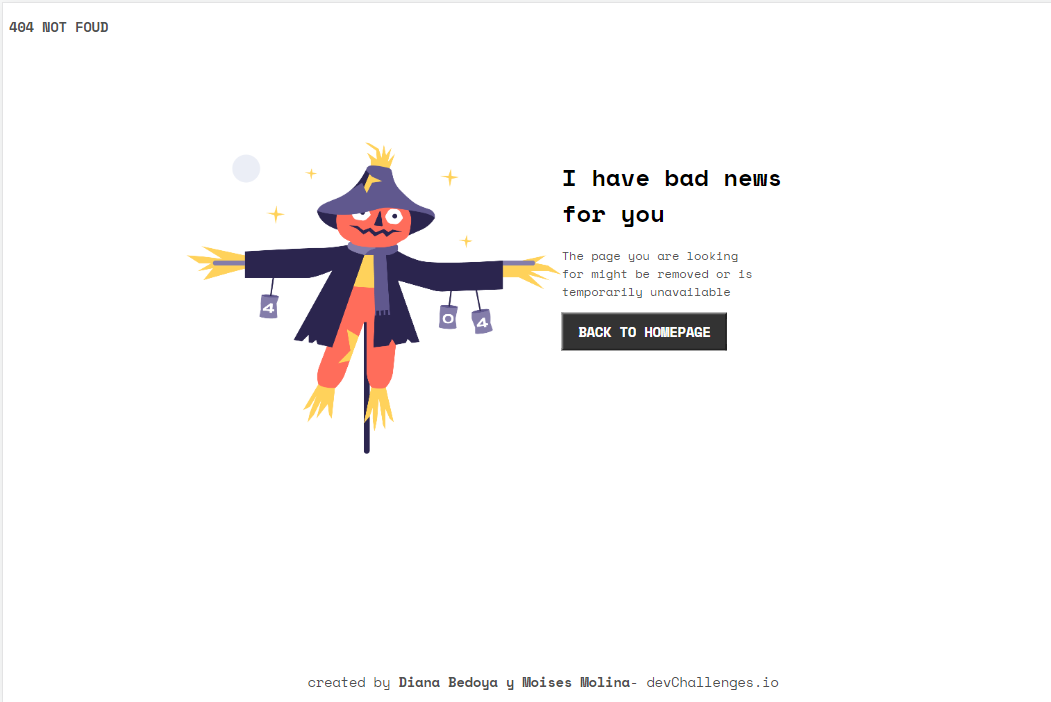 404 NOT FOUD
I have bad news
for you
The page you are looking
for might be removed or is
temporarily unavailable
BACK TO HOMEPAGE
4
0
4
created by Diana Bedoya y Moises Molina- devChallenges.io